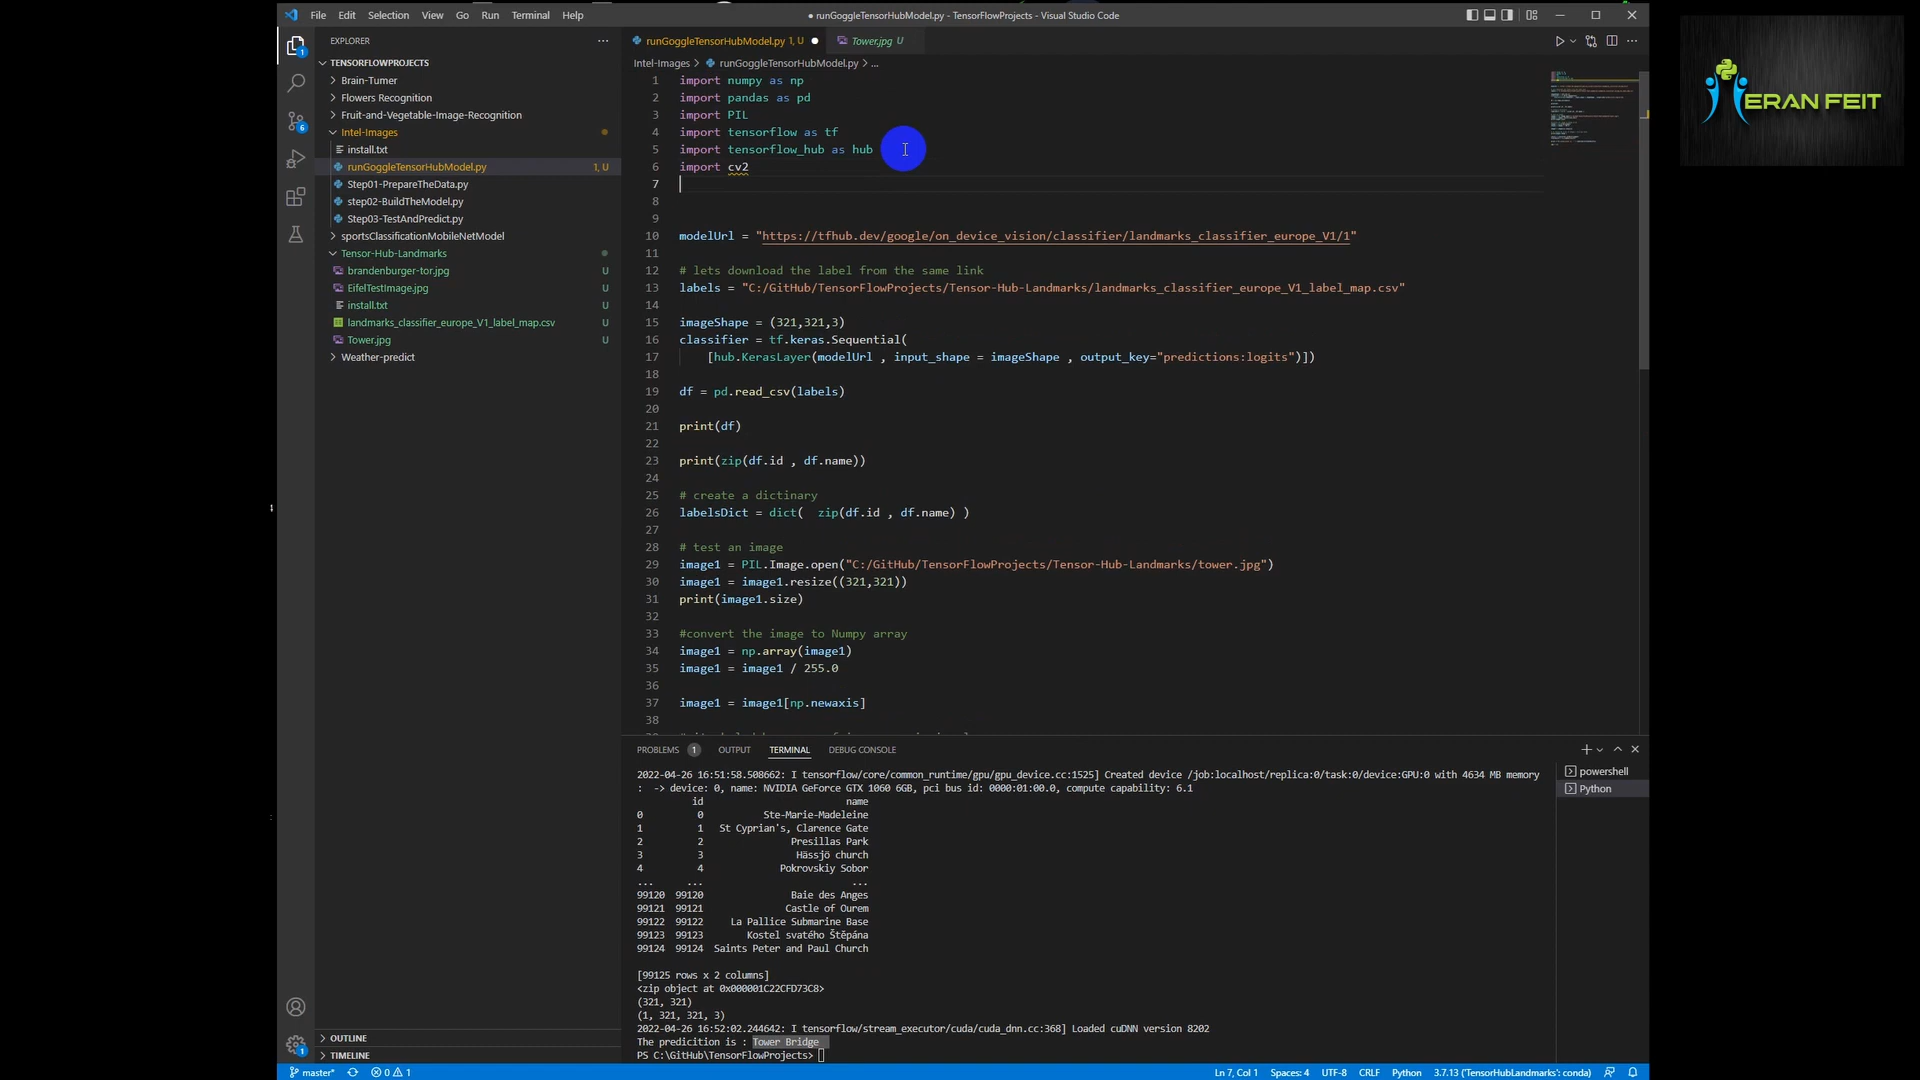 File Edit Selection View Go Run Terminal Help
● runGoggleTensorHubModel.py - TensorFlowProjects - Visual Studio Code
EXPLORER
TENSORFLOWPROJECTS
Brain-Tumer
Flowers Recognition
Fruit-and-Vegetable-Image-Recognition
Intel-Images
install.txt
runGoggleTensorHubModel.py 1, U
Step01-PrepareTheData.py
step02-BuildTheModel.py
Step03-TestAndPredict.py
sportsClassificationMobileNetModel
Tensor-Hub-Landmarks
brandenburger-tor.jpg U
EifelTestImage.jpg U
install.txt U
landmarks_classifier_europe_V1_label_map.csv U
Tower.jpg U
Weather-predict
OUTLINE
TIMELINE
runGoggleTensorHubModel.py 1, U ●
Tower.jpg U
Intel-Images > runGoggleTensorHubModel.py > ...
1 import numpy as np
2 import pandas as pd
3 import PIL
4 import tensorflow as tf
5 import tensorflow_hub as hub
6 import cv2
7
8
9
10 modelUrl = "https://tfhub.dev/google/on_device_vision/classifier/landmarks_classifier_europe_V1/1"
11
12 # lets download the label from the same link
13 labels = "C:/GitHub/TensorFlowProjects/Tensor-Hub-Landmarks/landmarks_classifier_europe_V1_label_map.csv"
14
15 imageShape = (321,321,3)
16 classifier = tf.keras.Sequential(
17 [hub.KerasLayer(modelUrl , input_shape = imageShape , output_key="predictions:logits")])
18
19 df = pd.read_csv(labels)
20
21 print(df)
22
23 print(zip(df.id , df.name))
24
25 # create a dictinary
26 labelsDict = dict( zip(df.id , df.name) )
27
28 # test an image
29 image1 = PIL.Image.open("C:/GitHub/TensorFlowProjects/Tensor-Hub-Landmarks/tower.jpg")
30 image1 = image1.resize((321,321))
31 print(image1.size)
32
33 #convert the image to Numpy array
34 image1 = np.array(image1)
35 image1 = image1 / 255.0
36
37 image1 = image1[np.newaxis]
38
PROBLEMS 1 OUTPUT TERMINAL DEBUG CONSOLE
2022-04-26 16:51:58.508662: I tensorflow/core/common_runtime/gpu/gpu_device.cc:1525] Created device /job:localhost/replica:0/task:0/device:GPU:0 with 4634 MB memory
: -> device: 0, name: NVIDIA GeForce GTX 1060 6GB, pci bus id: 0000:01:00.0, compute capability: 6.1
id name
0 0 Ste-Marie-Madeleine
1 1 St Cyprian's, Clarence Gate
2 2 Presillas Park
3 3 Hässjö church
4 4 Pokrovskiy Sobor
... ... ...
99120 99120 Baie des Anges
99121 99121 Castle of Ourem
99122 99122 La Pallice Submarine Base
99123 99123 Kostel svatého Štěpána
99124 99124 Saints Peter and Paul Church
[99125 rows x 2 columns]
<zip object at 0x000001C22CFD73C8>
(321, 321)
(1, 321, 321, 3)
2022-04-26 16:52:02.244642: I tensorflow/stream_executor/cuda/cuda_dnn.cc:368] Loaded cuDNN version 8202
The predicition is : Tower Bridge
PS C:\GitHub\TensorFlowProjects>
powershell
Python
master* 0 1
Ln 7, Col 1 Spaces: 4 UTF-8 CRLF Python 3.7.13 ('TensorHubLandmarks': conda)
ERAN FEIT